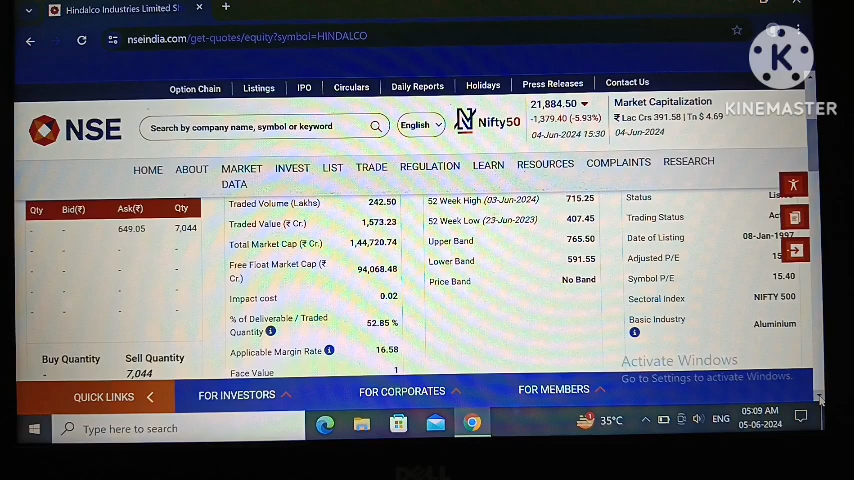 Hindalco Industries Limited S
nseindia.com/get-quotes/equity?symbol=HINDALCO
K
KINEMASTER
Option Chain Listings IPO Circulars Daily Reports Holidays Press Releases Contact Us
NSE
Search by company name, symbol or keyword
English
N Nifty50
21,884.50
-1,379.40 (-5.93%)
04-Jun-2024 15:30
Market Capitalization
₹ Lac Crs 391.58 | Tn $ 4.69
04-Jun-2024
HOME ABOUT MARKET DATA INVEST LIST TRADE REGULATION LEARN RESOURCES COMPLAINTS RESEARCH
Qty Bid(₹) Ask(₹) Qty
- - 649.05 7,044
- - - -
- - - -
- - - -
- - - -
Buy Quantity Sell Quantity
- 7,044
Traded Volume (Lakhs) 242.50
Traded Value (₹ Cr.) 1,573.23
Total Market Cap (₹ Cr.) 1,44,720.74
Free Float Market Cap (₹ Cr.) 94,068.48
Impact cost 0.02
% of Deliverable / Traded Quantity 52.85 %
Applicable Margin Rate 16.58
Face Value 1
52 Week High (03-Jun-2024) 715.25
52 Week Low (23-Jun-2023) 407.45
Upper Band 765.50
Lower Band 591.55
Price Band No Band
Status Lis
Trading Status Ac
Date of Listing 08-Jan-1997
Adjusted P/E 15
Symbol P/E 15.40
Sectoral Index NIFTY 500
Basic Industry Aluminium
Activate Windows
Go to Settings to activate Windows.
QUICK LINKS FOR INVESTORS FOR CORPORATES FOR MEMBERS
Type here to search
1
35°C
ENG
05:09 AM
05-06-2024